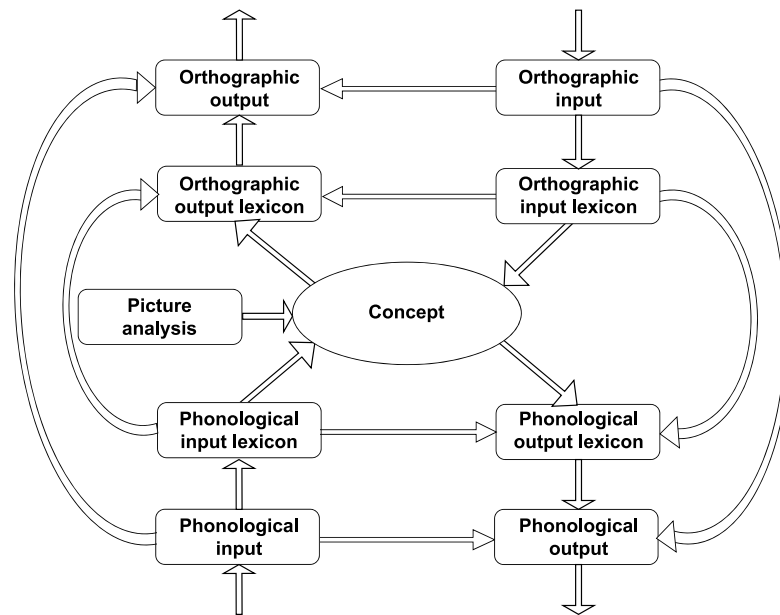 Orthographic
output
Orthographic
input
Orthographic
output lexicon
Orthographic
input lexicon
Picture
analysis
Concept
Phonological
input lexicon
Phonological
output lexicon
Phonological
input
Phonological
output